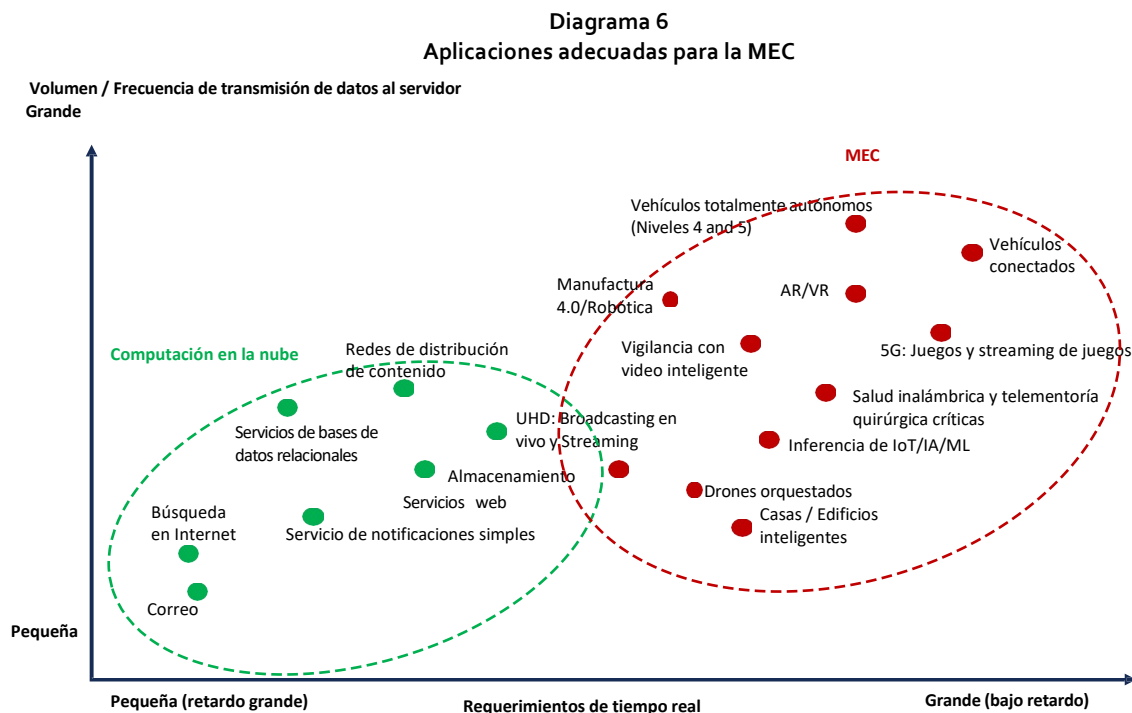 Diagrama 6
Aplicaciones adecuadas para la MEC
Volumen / Frecuencia de transmisión de datos al servidor
Grande
MEC
Vehículos totalmente autónomos
(Niveles 4 and 5)
Vehículos
conectados
Manufactura
4.0/Robótica
AR/VR
Computación en la nube
Redes de distribución
de contenido
Vigilancia con
video inteligente
5G: Juegos y streaming de juegos
Salud inalámbrica y telementoría
quirúrgica críticas
UHD: Broadcasting en
vivo y Streaming
Servicios de bases de
datos relacionales
Inferencia de IoT/IA/ML
Almacenamiento
Servicios web
Drones orquestados
Casas / Edificios
inteligentes
Búsqueda
en Internet
Servicio de notificaciones simples
Correo
Pequeña
Pequeña (retardo grande)
Requerimientos de tiempo real
Grande (bajo retardo)